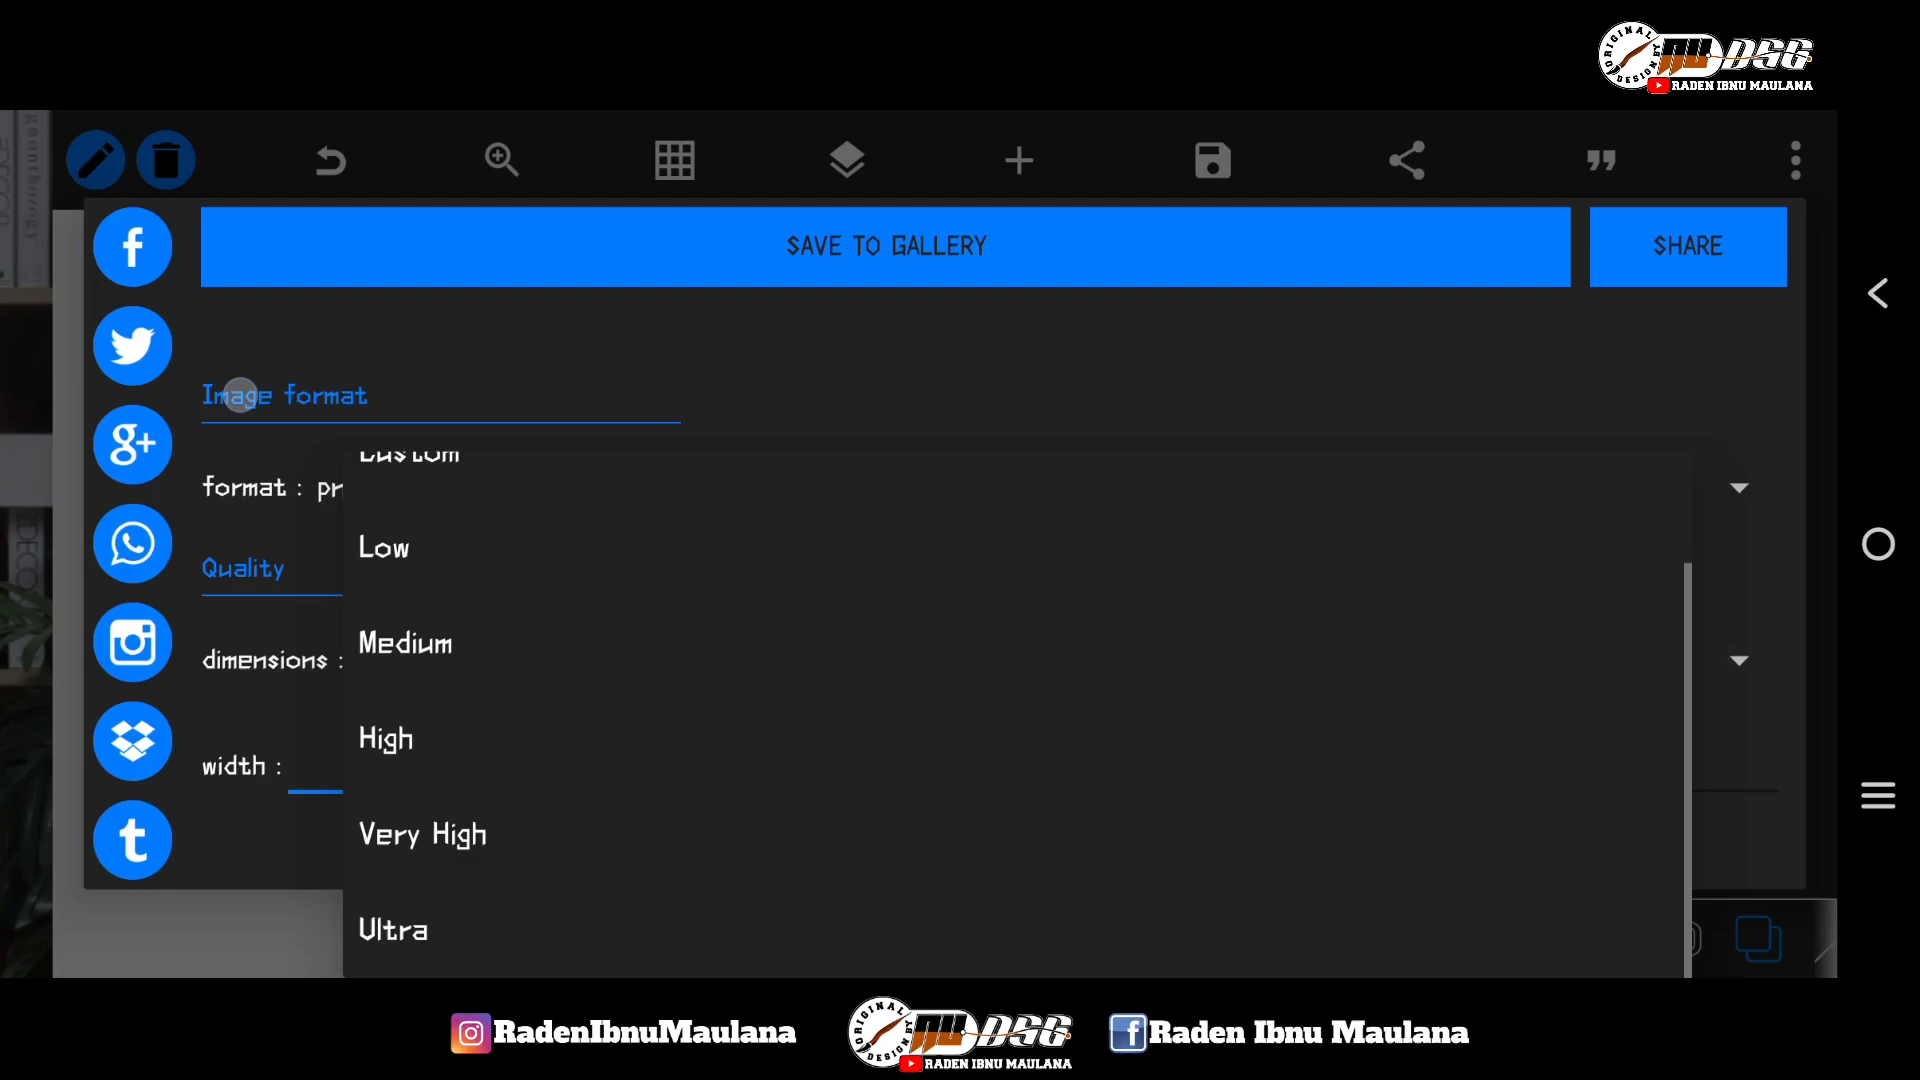 ORIGINAL
DESIGN BY
DSG
RADEN IBNU MAULANA
SAVE TO GALLERY
SHARE
Image format
Custom
format :
Low
Quality
Medium
dimensions :
High
width :
Very High
Ultra
RadenIbnuMaulana
ORIGINAL
DESIGN BY
DSG
RADEN IBNU MAULANA
Raden Ibnu Maulana